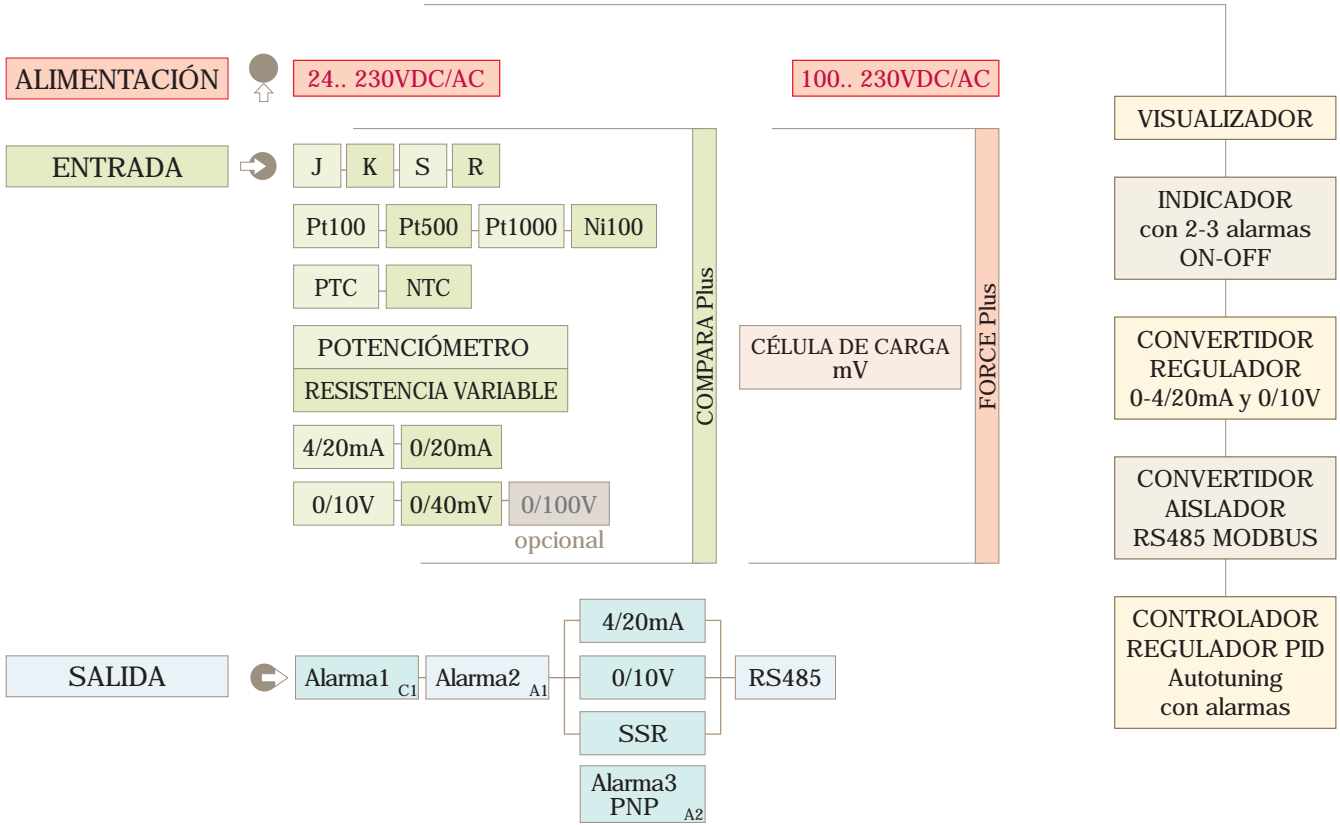 ALIMENTACIÓN
24.. 230VDC/AC
100.. 230VDC/AC
ENTRADA
J
K
S
R
Pt100
Pt500
Pt1000
Ni100
PTC
NTC
POTENCIÓMETRO
RESISTENCIA VARIABLE
4/20mA
0/20mA
0/10V
0/40mV
0/100V
opcional
COMPARA Plus
CÉLULA DE CARGA
mV
FORCE Plus
SALIDA
Alarma1 C1
Alarma2 A1
4/20mA
0/10V
SSR
Alarma3
PNP A2
RS485
VISUALIZADOR
INDICADOR
con 2-3 alarmas
ON-OFF
CONVERTIDOR
REGULADOR
0-4/20mA y 0/10V
CONVERTIDOR
AISLADOR
RS485 MODBUS
CONTROLADOR
REGULADOR PID
Autotuning
con alarmas